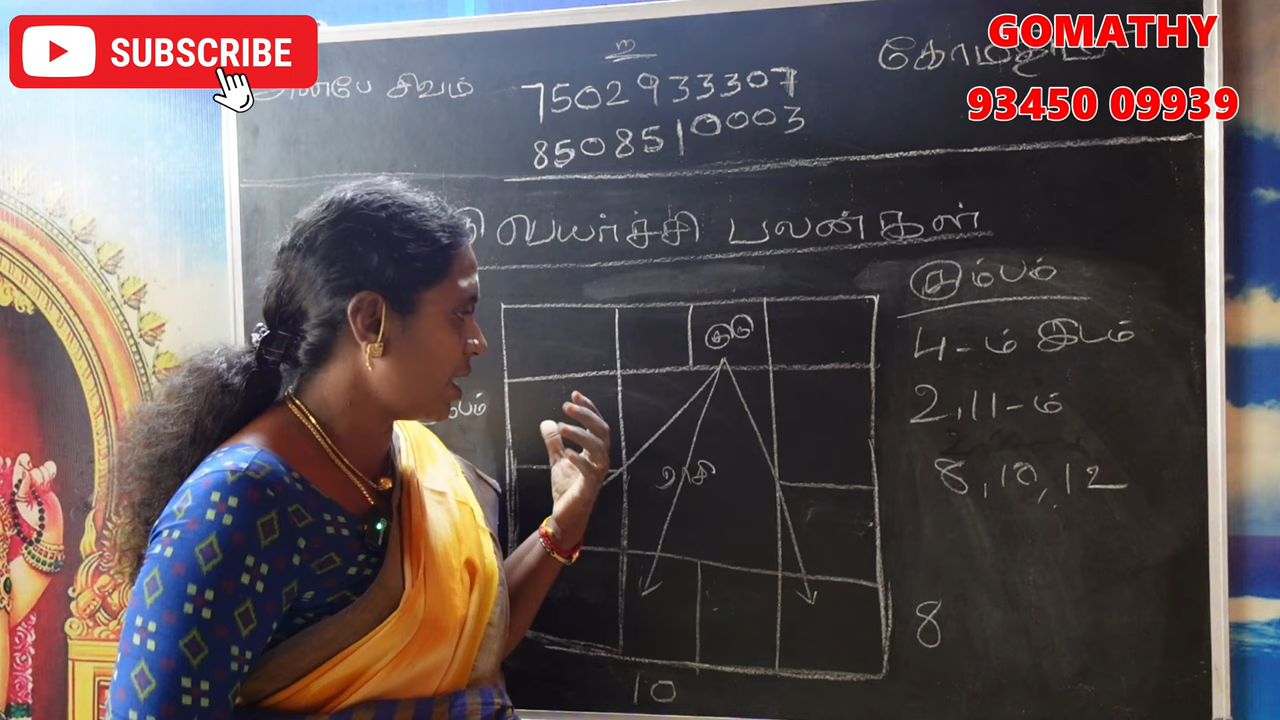 SUBSCRIBE
GOMATHY
93450 09939
உ
அன்பே சிவம்
7502933307
8508510003
பெயர்ச்சி பலன்கள்
கும்பம்
4-ம் இடம்
2,11-ம்
8,10,12
8
குரு
ராசி
10